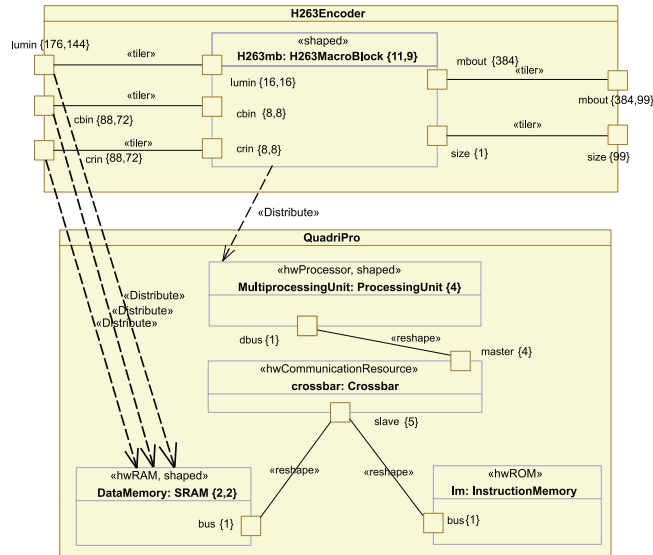 H263Encoder
lumin {176,144}
«tiler»
«shaped»
H263mb: H263MacroBlock {11,9}
lumin {16,16}
mbout {384}
«tiler»
mbout {384,99}
«tiler»
cbin {88,72}
cbin {8,8}
«tiler»
crin {88,72}
crin {8,8}
«tiler»
size {1}
size {99}
«Distribute»
QuadriPro
«hwProcessor, shaped»
MultiprocessingUnit: ProcessingUnit {4}
«Distribute»
«Distribute»
«Distribute»
dbus {1}
«reshape»
master {4}
«hwCommunicationResource»
crossbar: Crossbar
slave {5}
«reshape»
«reshape»
«hwRAM, shaped»
DataMemory: SRAM {2,2}
bus {1}
«hwROM»
Im: InstructionMemory
bus{1}